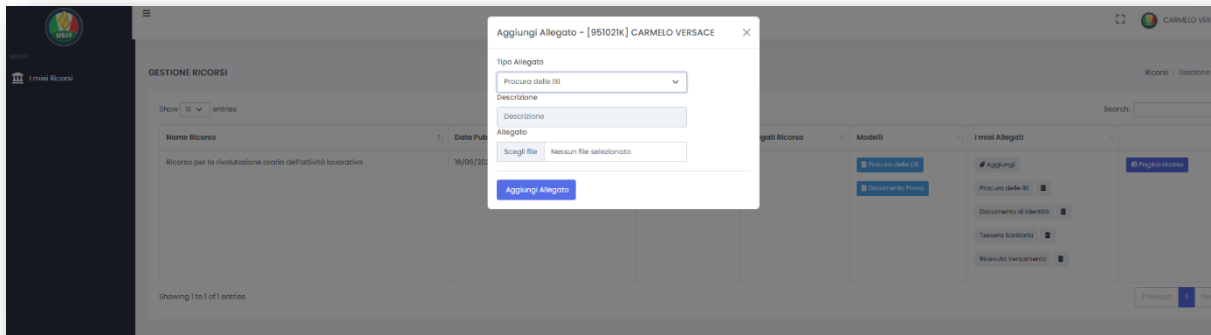 USIF
MENU
I miei Ricorsi
CARMELO VER
GESTIONE RICORSI
Ricorsi
Gestione
Show 10 entries
Search:
Nome Ricorso
Data Pub
gati Ricorso
Modelli
I miei Allegati
Ricorso per la rivalutazione oraria dell'attività lavorativa
16/06/202
Procura delle Liti
Documento Prova
Aggiungi
Procura delle liti
Documento di Identità
Tessera Sanitaria
Ricevuta Versamento
Pagina ricorso
Showing 1 to 1 of 1 entries
Previous 1 Ne
Aggiungi Allegato - [951021K] CARMELO VERSACE
Tipo Allegato
Procura delle liti
Descrizione
Descrizione
Allegato
Scegli file Nessun file selezionato
Aggiungi Allegato